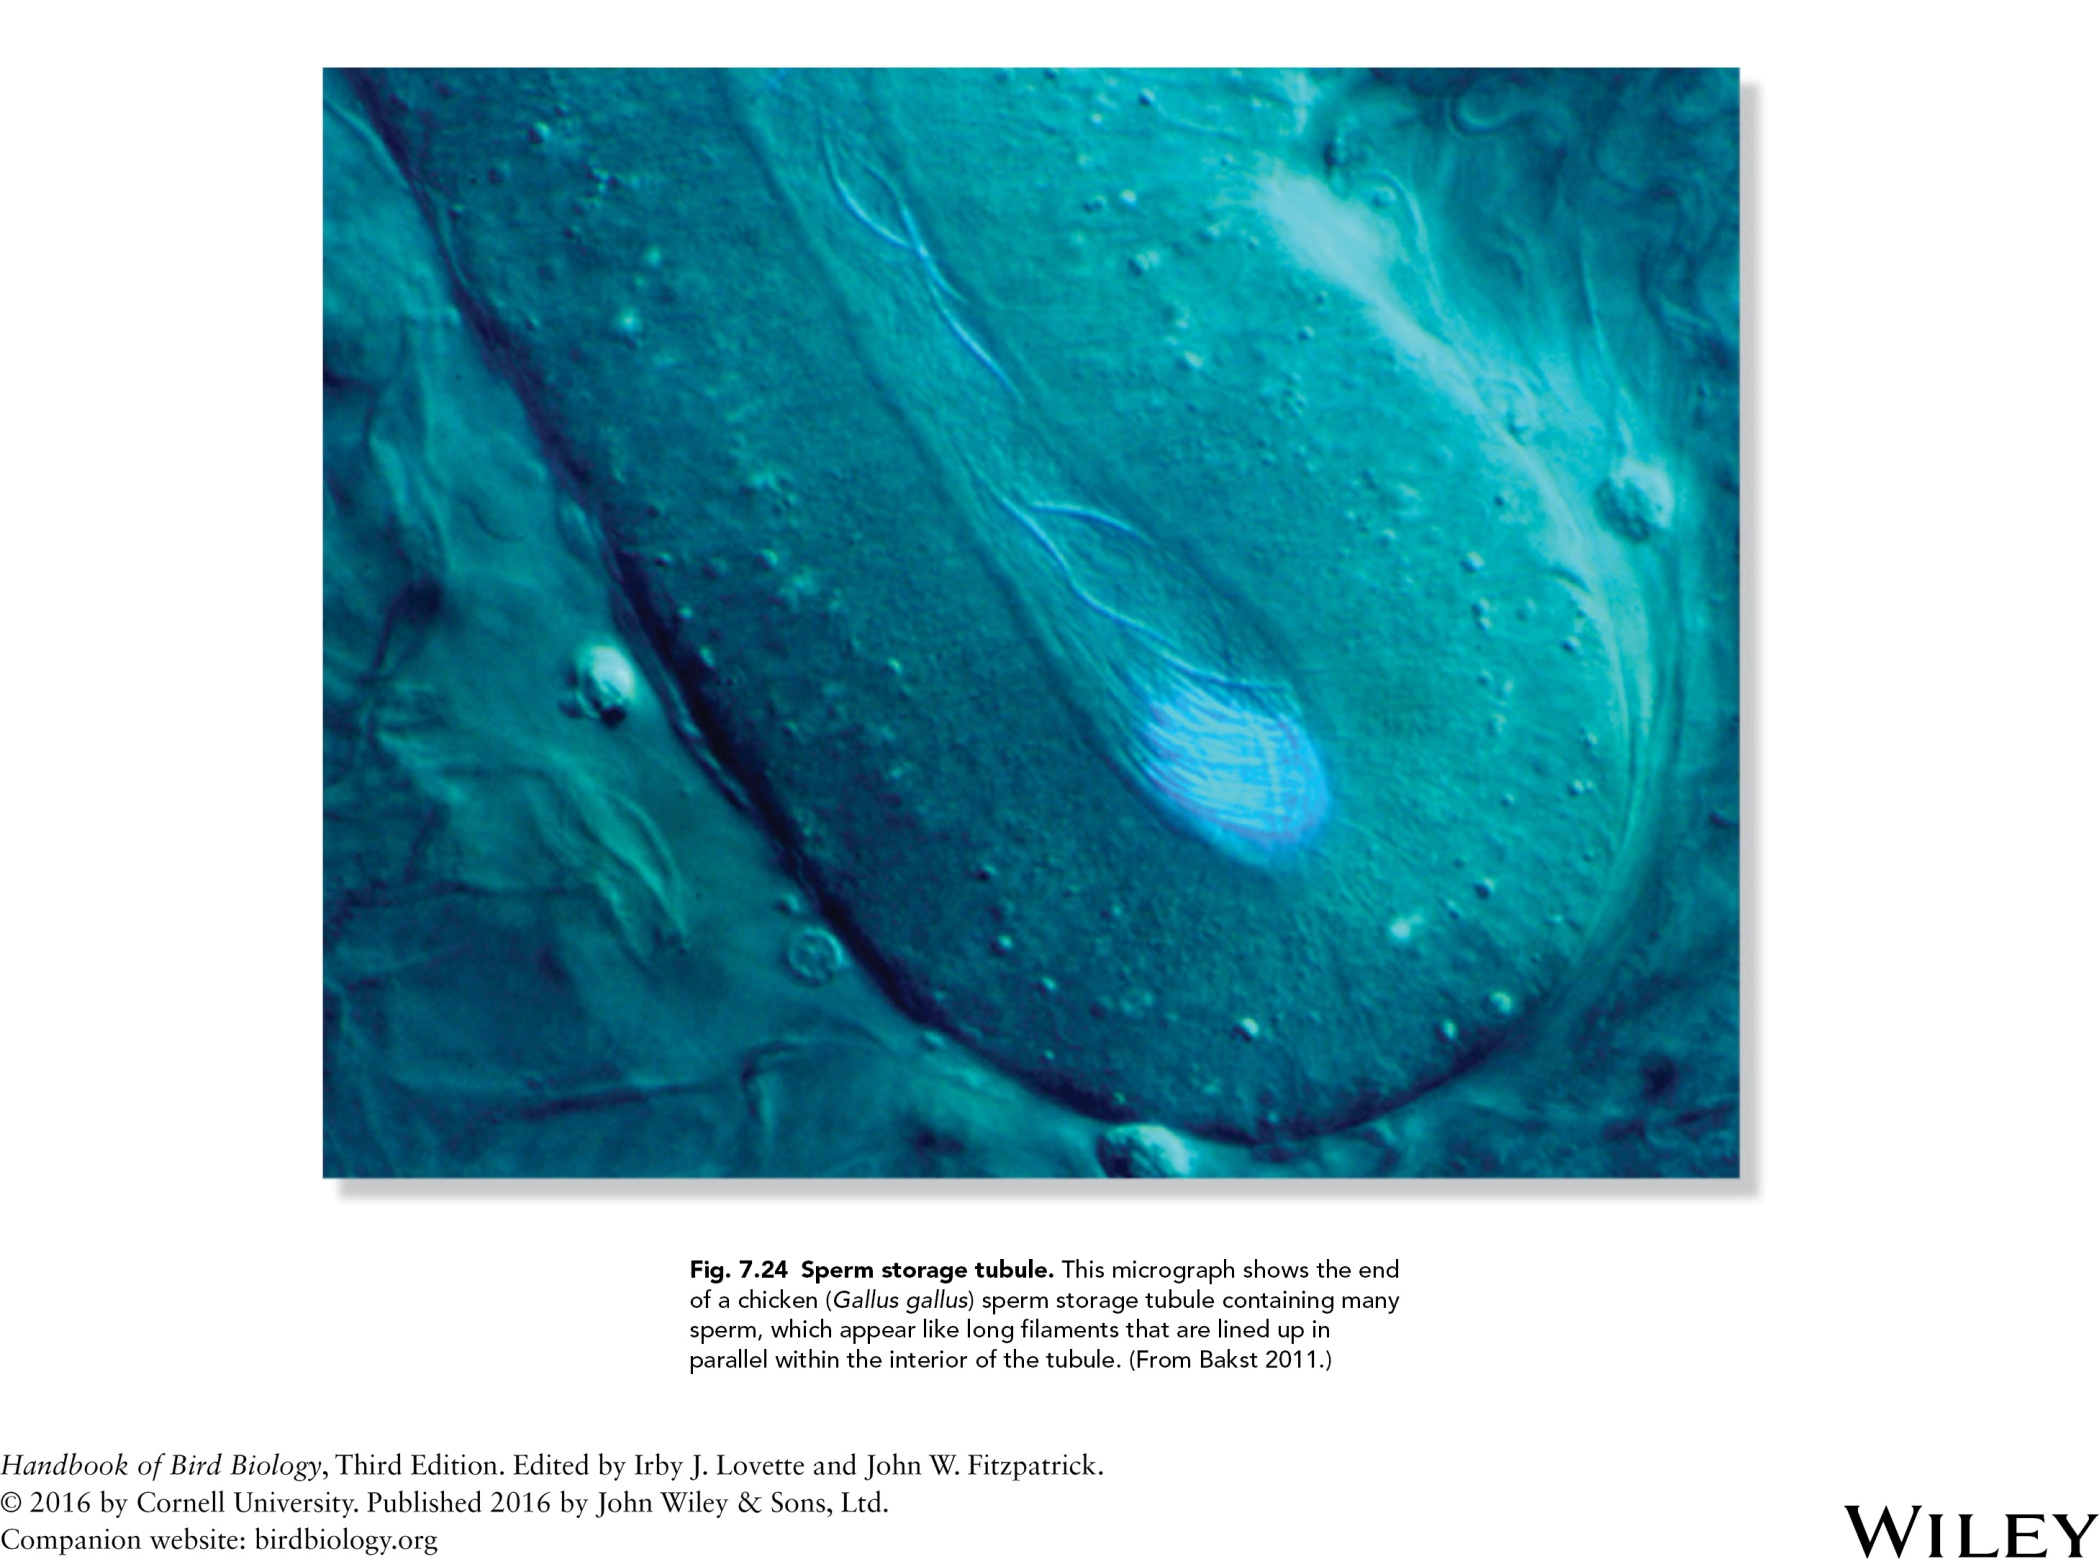 Fig. 7.24 Sperm storage tubule. This micrograph shows the end
of a chicken (Gallus gallus) sperm storage tubule containing many
sperm, which appear like long filaments that are lined up in
parallel within the interior of the tubule. (From Bakst 2011.)
Handbook of Bird Biology, Third Edition. Edited by Irby J. Lovette and John W. Fitzpatrick.
© 2016 by Cornell University. Published 2016 by John Wiley & Sons, Ltd.
Companion website: birdbiology.org
WILEY